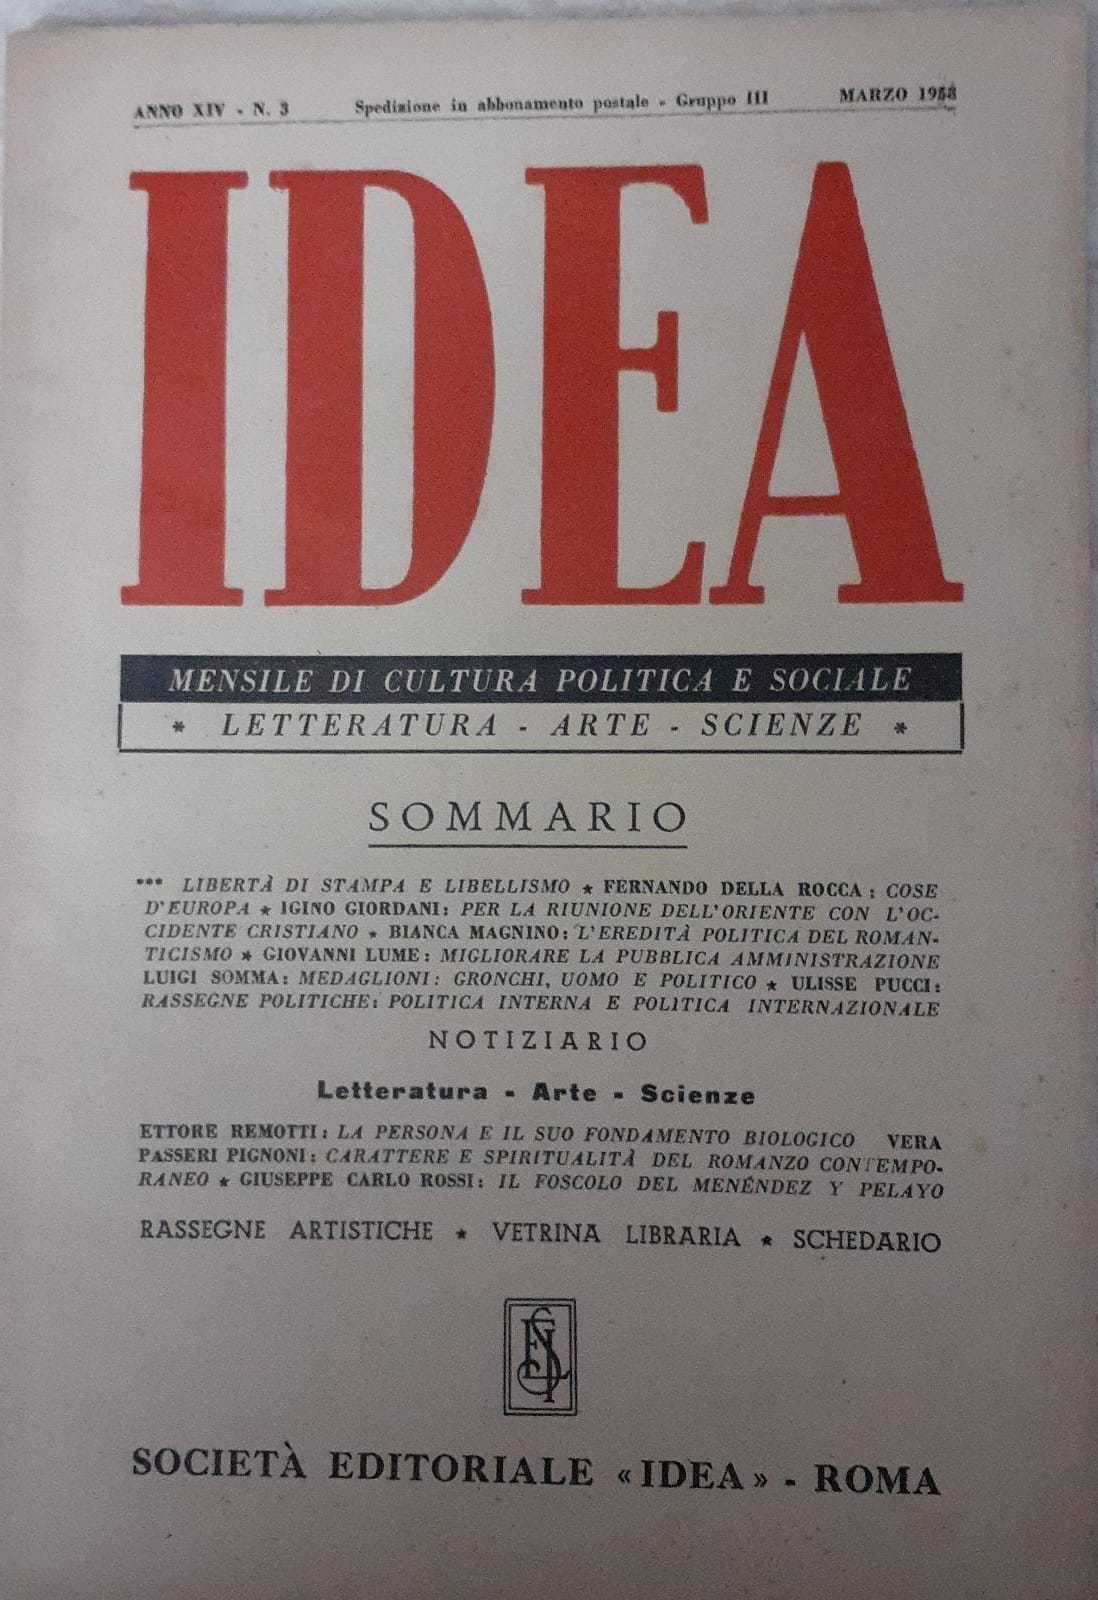 ANNO XIV - N. 3 Spedizione in abbonamento postale - Gruppo III MARZO 1958
IDEA
MENSILE DI CULTURA POLITICA E SOCIALE
* LETTERATURA - ARTE - SCIENZE *
SOMMARIO
*** LIBERTÀ DI STAMPA E LIBELLISMO ★ FERNANDO DELLA ROCCA: COSE
D'EUROPA ★ IGINO GIORDANI: PER LA RIUNIONE DELL'ORIENTE CON L'OC-
CIDENTE CRISTIANO ★ BIANCA MAGNINO: L'EREDITÀ POLITICA DEL ROMAN-
TICISMO ★ GIOVANNI LUME: MIGLIORARE LA PUBBLICA AMMINISTRAZIONE
LUIGI SOMMA: MEDAGLIONI: GRONCHI, UOMO E POLITICO ★ ULISSE PUCCI:
RASSEGNE POLITICHE: POLITICA INTERNA E POLITICA INTERNAZIONALE
NOTIZIARIO
Letteratura - Arte - Scienze
ETTORE REMOTTI: LA PERSONA E IL SUO FONDAMENTO BIOLOGICO VERA
PASSERI PIGNONI: CARATTERE E SPIRITUALITÀ DEL ROMANZO CONTEMPO-
RANEO ★ GIUSEPPE CARLO ROSSI: IL FOSCOLO DEL MENÉNDEZ Y PELAYO
RASSEGNE ARTISTICHE ★ VETRINA LIBRARIA ★ SCHEDARIO
SOCIETÀ EDITORIALE «IDEA» - ROMA